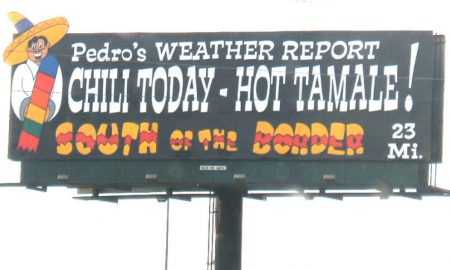 Pedro's WEATHER REPORT
CHILI TODAY - HOT TAMALE!
SOUTH OF THE BORDER
23
Mi.